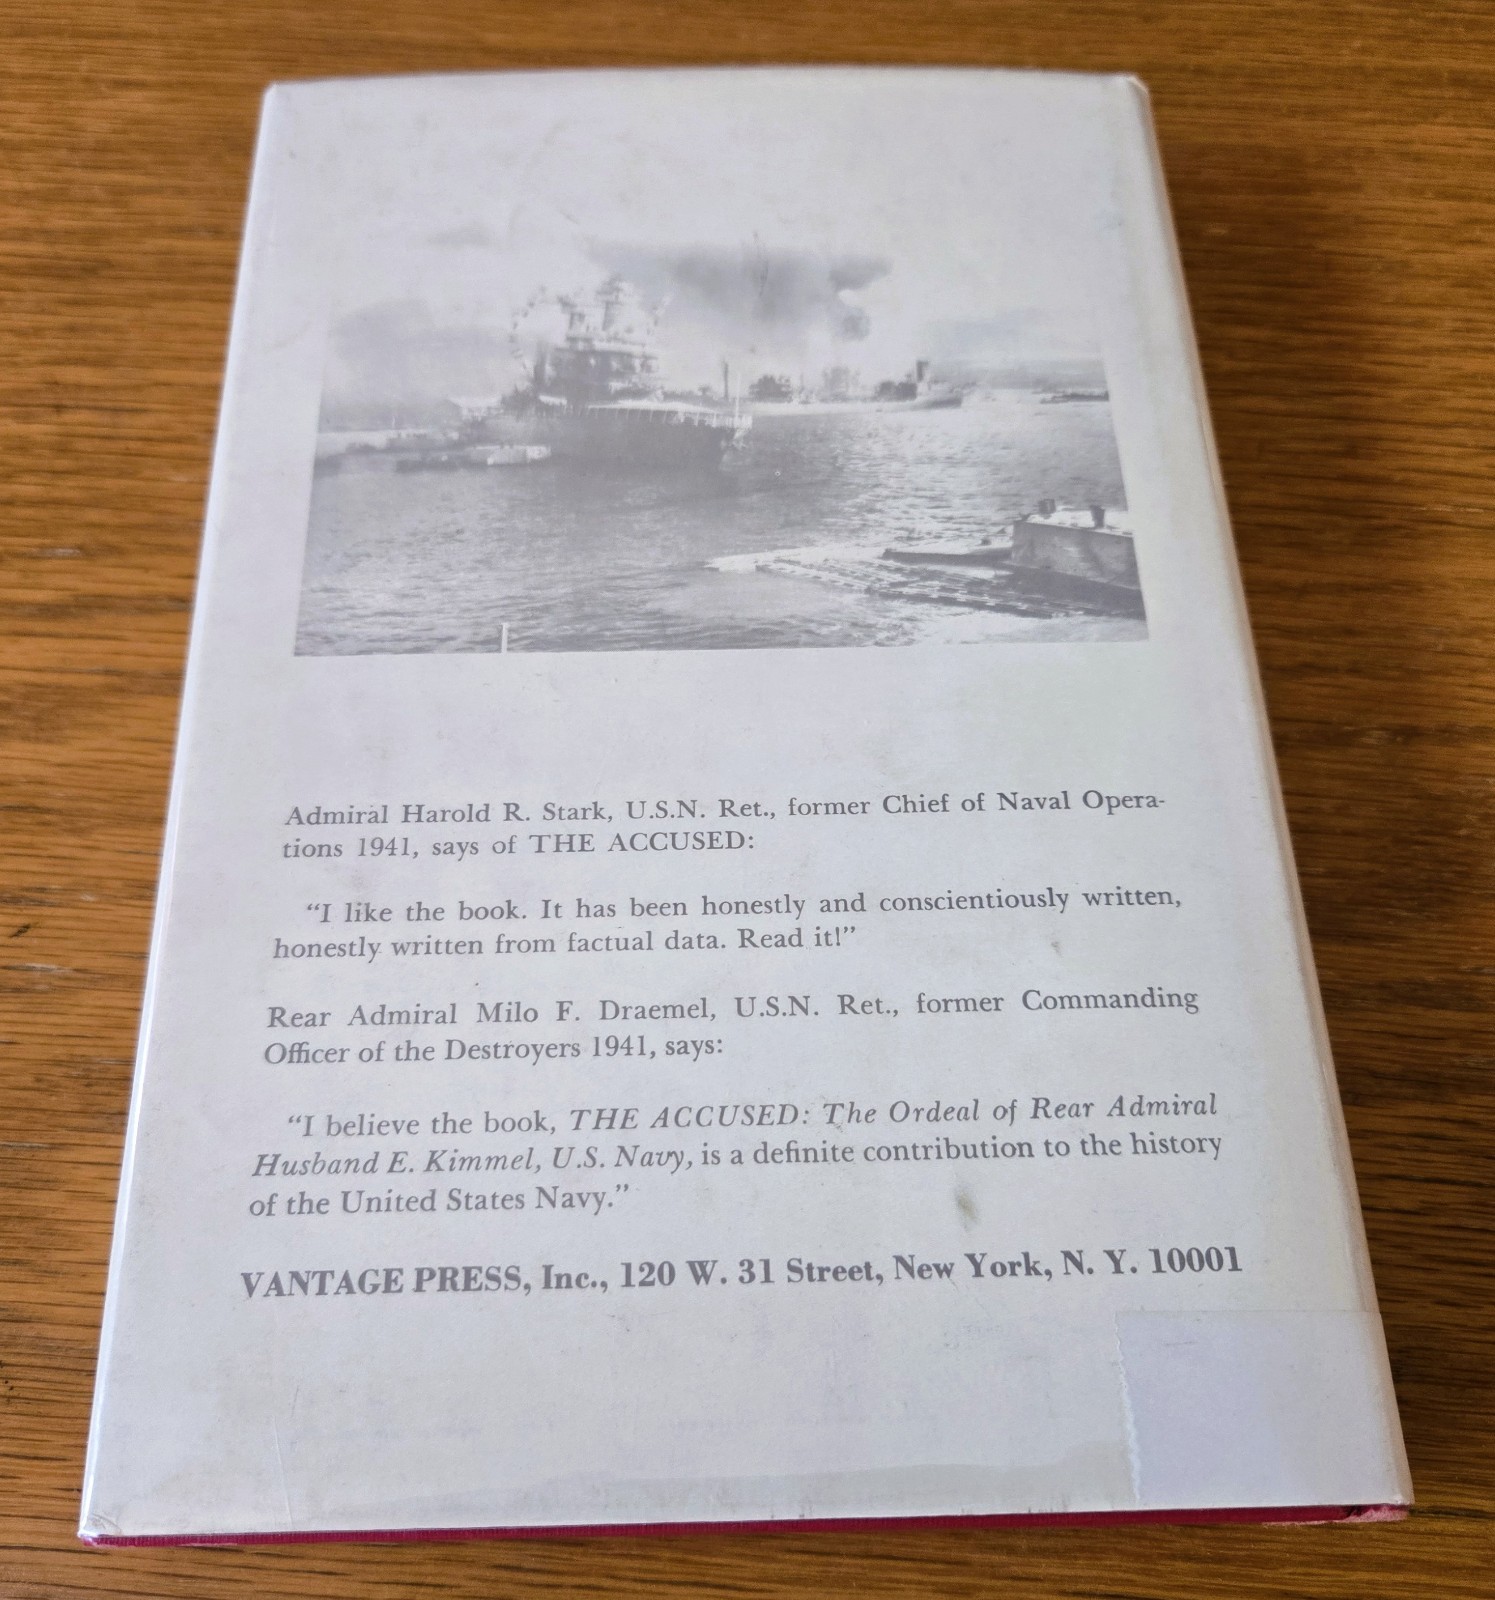 Admiral Harold R. Stark, U.S.N. Ret., former Chief of Naval Opera-
tions 1941, says of THE ACCUSED:
“I like the book. It has been honestly and conscientiously written,
honestly written from factual data. Read it!”
Rear Admiral Milo F. Draemel, U.S.N. Ret., former Commanding
Officer of the Destroyers 1941, says:
“I believe the book, THE ACCUSED: The Ordeal of Rear Admiral
Husband E. Kimmel, U.S. Navy, is a definite contribution to the history
of the United States Navy.”
VANTAGE PRESS, Inc., 120 W. 31 Street, New York, N. Y. 10001